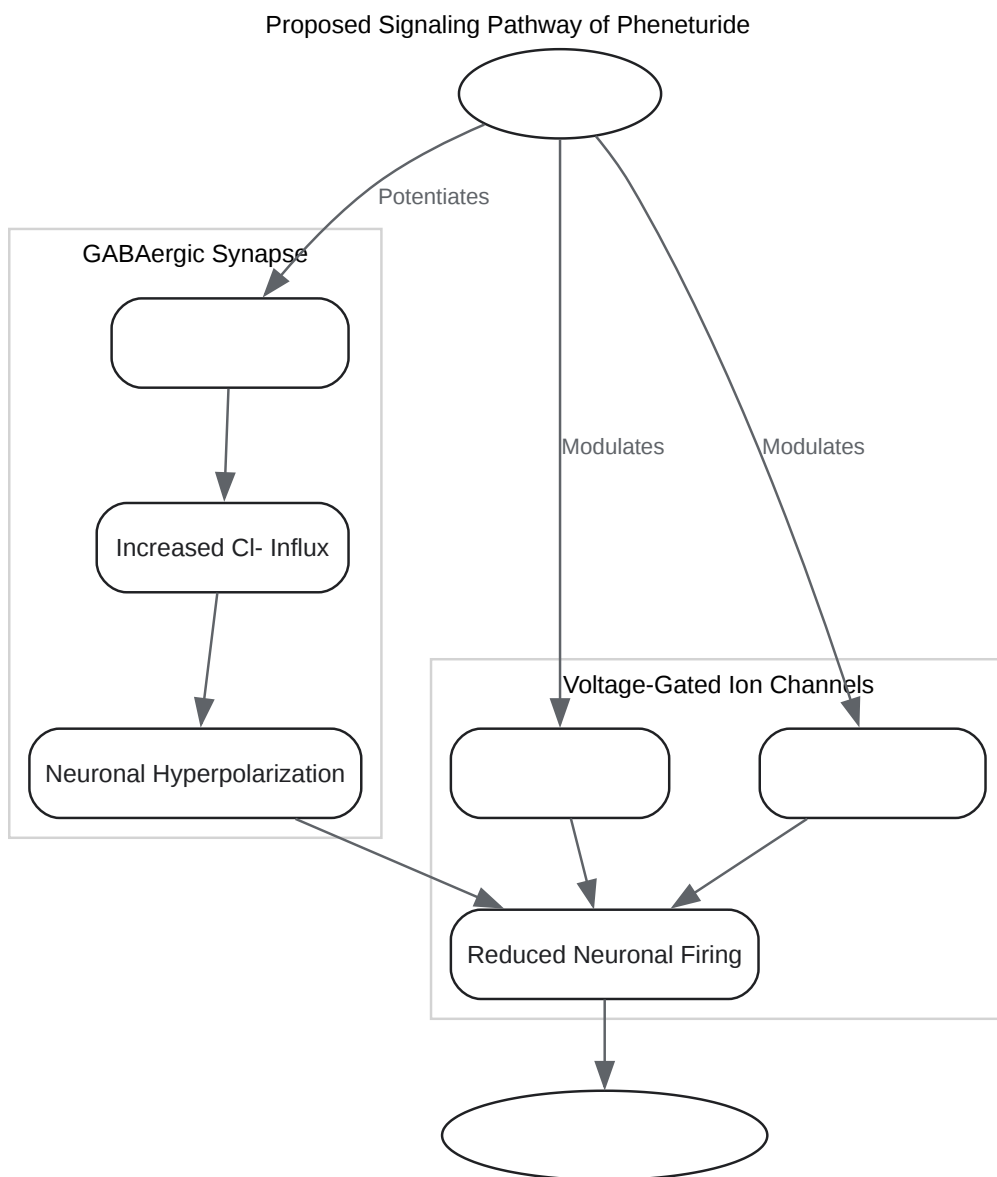 Proposed Signaling Pathway of Pheneturide
Potentiates
GABAergic Synapse
Modulates
Modulates
Increased Cl- Influx
Voltage-Gated Ion Channels
Neuronal Hyperpolarization
Reduced Neuronal Firing